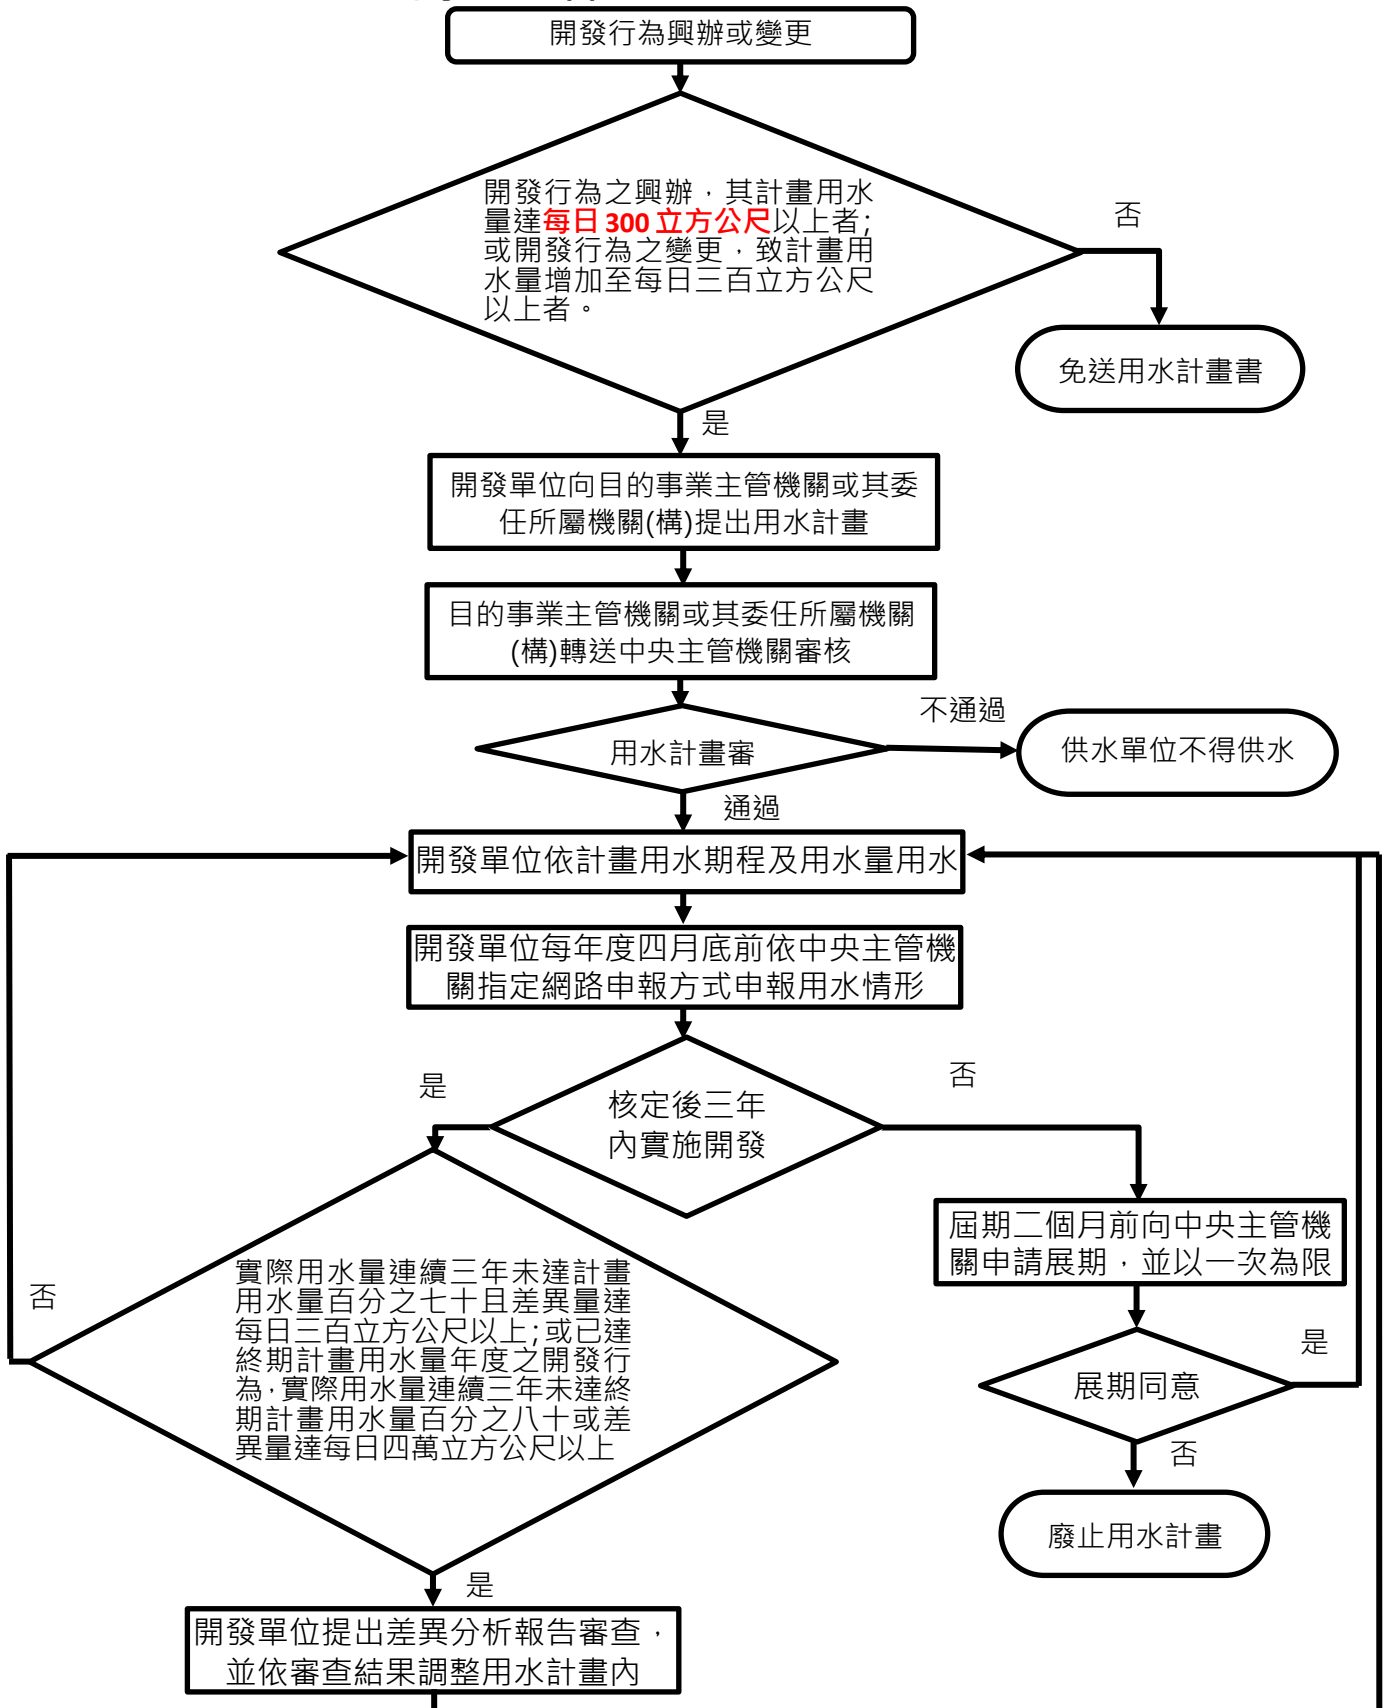 開發行為興辦或變更
開發行為之興辦，其計畫用水
量達每日300立方公尺以上者;
或開發行為之變更，致計畫用
水量增加至每日三百立方公尺
以上者。
否
免送用水計畫書
是
開發單位向目的事業主管機關或其委
任所屬機關(構)提出用水計畫
目的事業主管機關或其委任所屬機關
(構)轉送中央主管機關審核
用水計畫審
不通過
供水單位不得供水
通過
開發單位依計畫用水期程及用水量用水
開發單位每年度四月底前依中央主管機
關指定網路申報方式申報用水情形
核定後三年
內實施開發
是
否
屆期二個月前向中央主管機
關申請展期，並以一次為限
展期同意
是
否
廢止用水計畫
實際用水量連續三年未達計畫
用水量百分之七十且差異量達
每日三百立方公尺以上;或已達
終期計畫用水量年度之開發行
為，實際用水量連續三年未達終
期計畫用水量百分之八十或差
異量達每日四萬立方公尺以上
否
是
開發單位提出差異分析報告審查，
並依審查結果調整用水計畫內